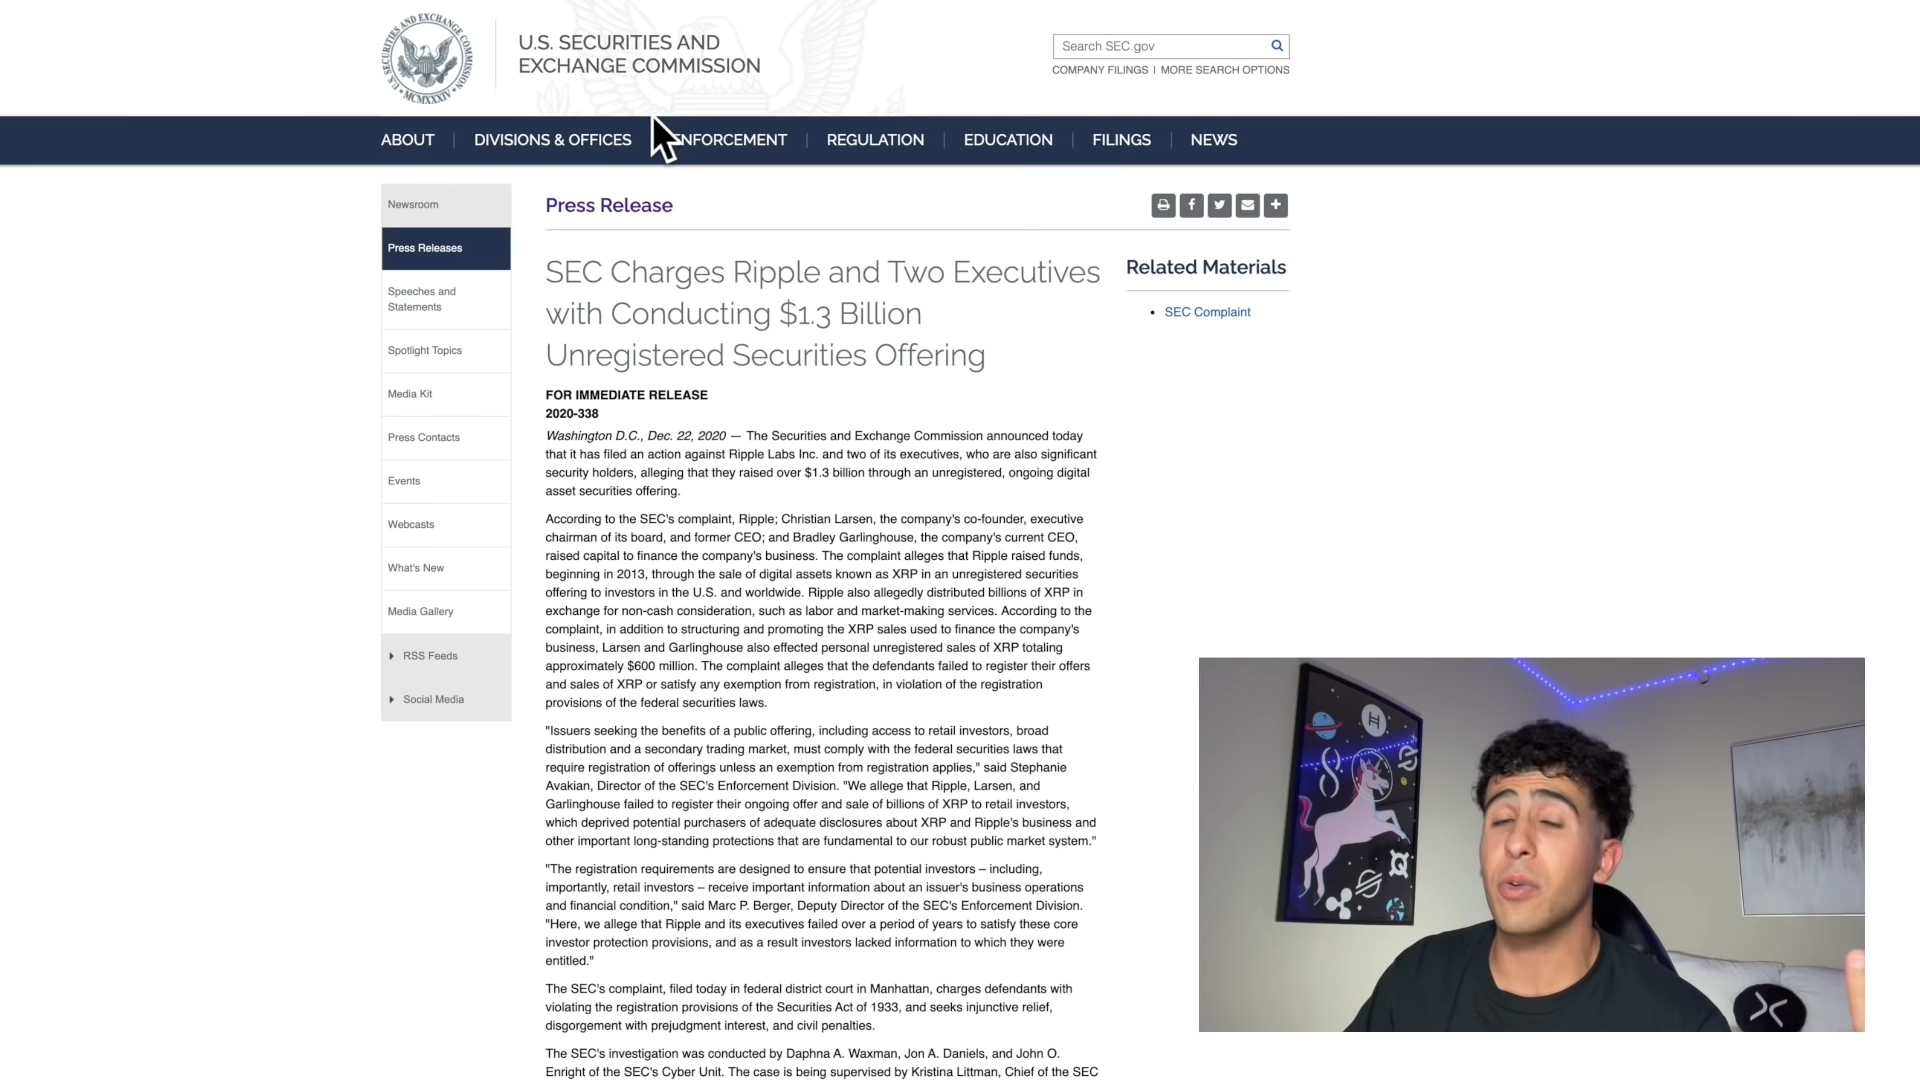 U.S. SECURITIES AND
EXCHANGE COMMISSION
Search SEC.gov
COMPANY FILINGS | MORE SEARCH OPTIONS
ABOUT
DIVISIONS & OFFICES
NFORCEMENT
REGULATION
EDUCATION
FILINGS
NEWS
Newsroom
Press Releases
Speeches and
Statements
Spotlight Topics
Media Kit
Press Contacts
Events
Webcasts
What's New
Media Gallery
RSS Feeds
Social Media
Press Release
SEC Charges Ripple and Two Executives
with Conducting $1.3 Billion
Unregistered Securities Offering
FOR IMMEDIATE RELEASE
2020-338
Washington D.C., Dec. 22, 2020 — The Securities and Exchange Commission announced today
that it has filed an action against Ripple Labs Inc. and two of its executives, who are also significant
security holders, alleging that they raised over $1.3 billion through an unregistered, ongoing digital
asset securities offering.
According to the SEC's complaint, Ripple; Christian Larsen, the company's co-founder, executive
chairman of its board, and former CEO; and Bradley Garlinghouse, the company's current CEO,
raised capital to finance the company's business. The complaint alleges that Ripple raised funds,
beginning in 2013, through the sale of digital assets known as XRP in an unregistered securities
offering to investors in the U.S. and worldwide. Ripple also allegedly distributed billions of XRP in
exchange for non-cash consideration, such as labor and market-making services. According to the
complaint, in addition to structuring and promoting the XRP sales used to finance the company's
business, Larsen and Garlinghouse also effected personal unregistered sales of XRP totaling
approximately $600 million. The complaint alleges that the defendants failed to register their offers
and sales of XRP or satisfy any exemption from registration, in violation of the registration
provisions of the federal securities laws.
"Issuers seeking the benefits of a public offering, including access to retail investors, broad
distribution and a secondary trading market, must comply with the federal securities laws that
require registration of offerings unless an exemption from registration applies," said Stephanie
Avakian, Director of the SEC's Enforcement Division. "We allege that Ripple, Larsen, and
Garlinghouse failed to register their ongoing offer and sale of billions of XRP to retail investors,
which deprived potential purchasers of adequate disclosures about XRP and Ripple's business and
other important long-standing protections that are fundamental to our robust public market system."
"The registration requirements are designed to ensure that potential investors – including,
importantly, retail investors – receive important information about an issuer's business operations
and financial condition," said Marc P. Berger, Deputy Director of the SEC's Enforcement Division.
"Here, we allege that Ripple and its executives failed over a period of years to satisfy these core
investor protection provisions, and as a result investors lacked information to which they were
entitled."
The SEC's complaint, filed today in federal district court in Manhattan, charges defendants with
violating the registration provisions of the Securities Act of 1933, and seeks injunctive relief,
disgorgement with prejudgment interest, and civil penalties.
The SEC's investigation was conducted by Daphna A. Waxman, Jon A. Daniels, and John O.
Enright of the SEC's Cyber Unit. The case is being supervised by Kristina Littman, Chief of the SEC
Related Materials
SEC Complaint
U.S. SECURITIES AND EXCHANGE COMMISSION
MCMXXXIV